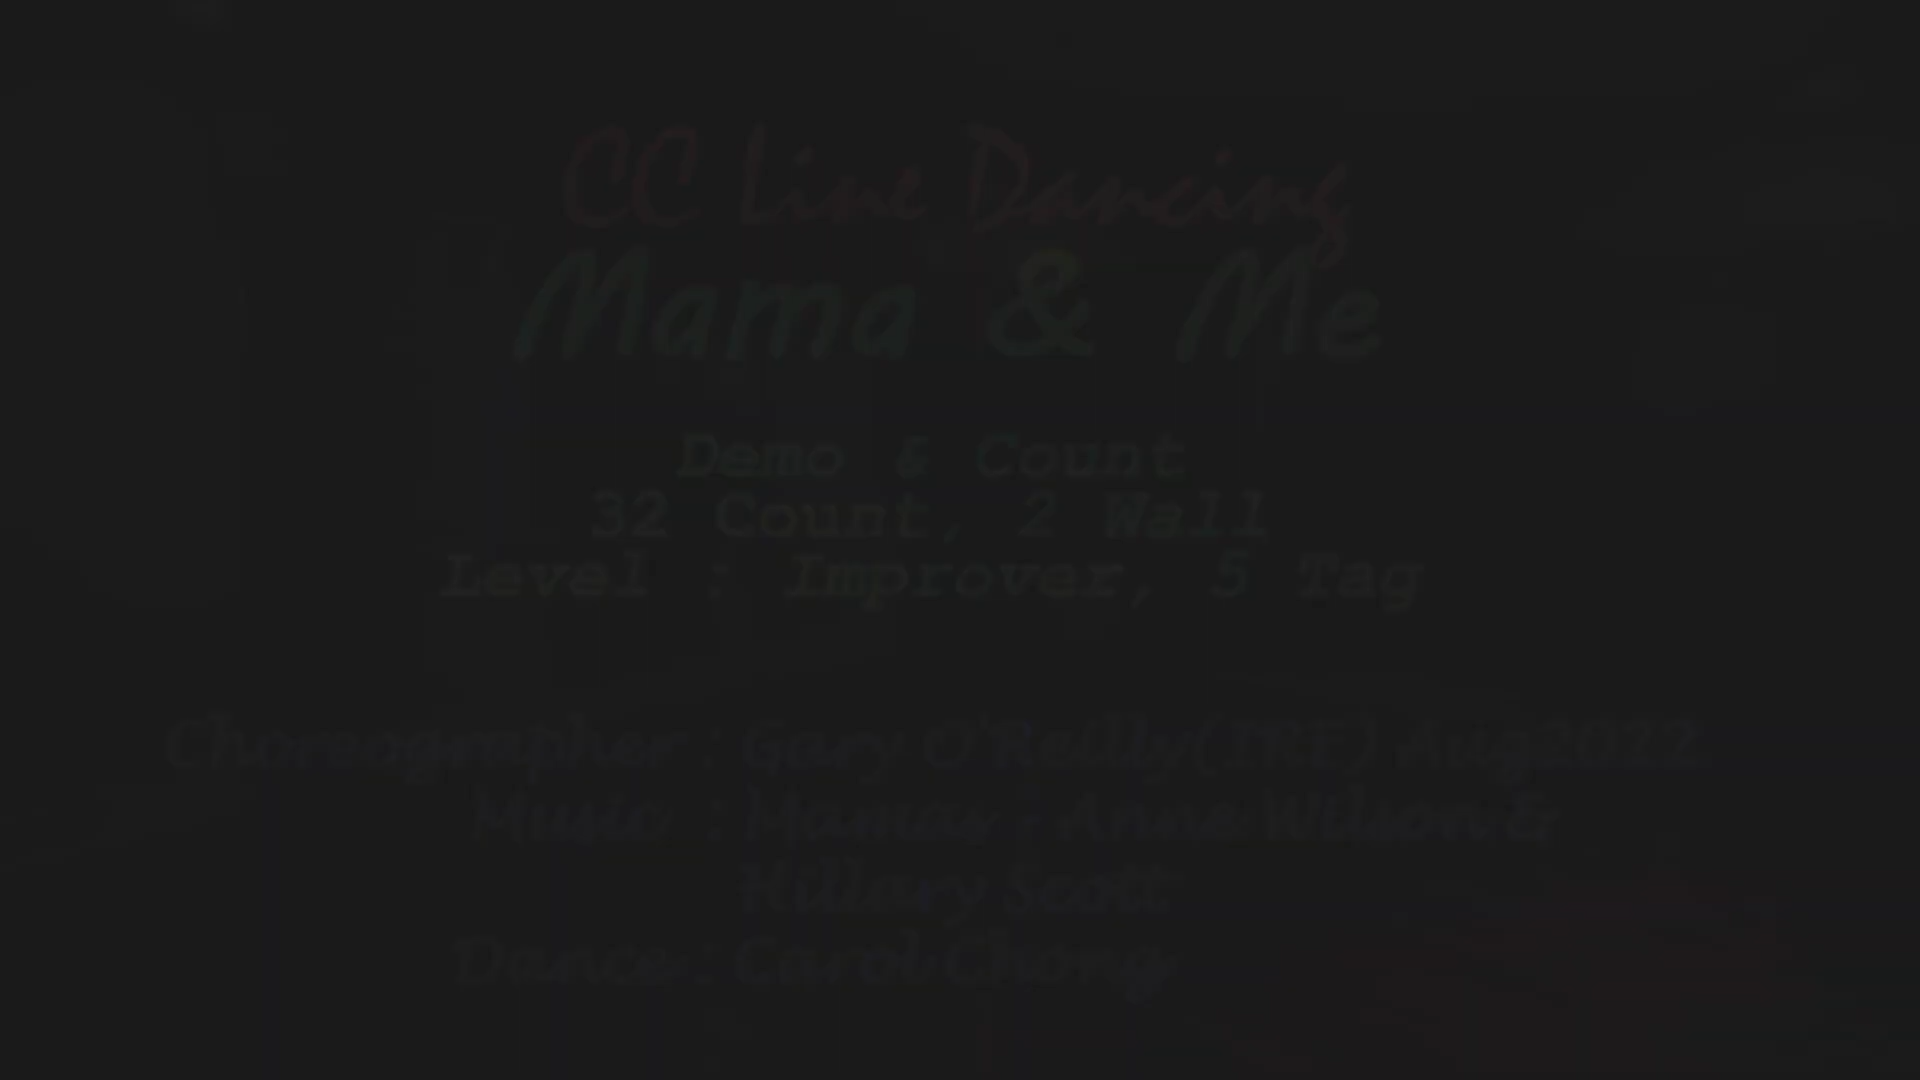 CC Line Dancing
Mama & Me
Demo & Count
32 Count, 2 Wall
Level : Improver, 5 Tag
Choreographer : Gary O'Reilly(IRE) Aug2022
Music : Mamas - Anne Wilson &
Hillary Scott
Dance : Carol Chong